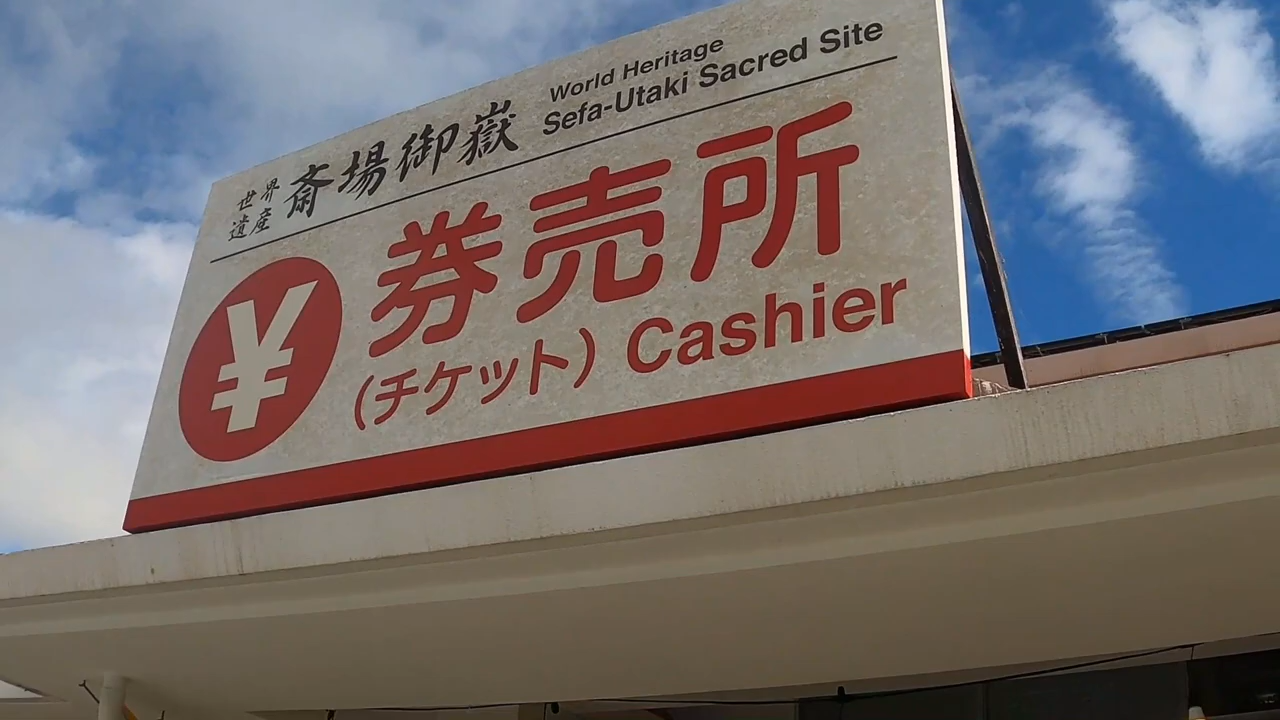 世界
遺産
斎場御嶽
World Heritage
Sefa-Utaki Sacred Site
¥
券売所
(チケット) Cashier